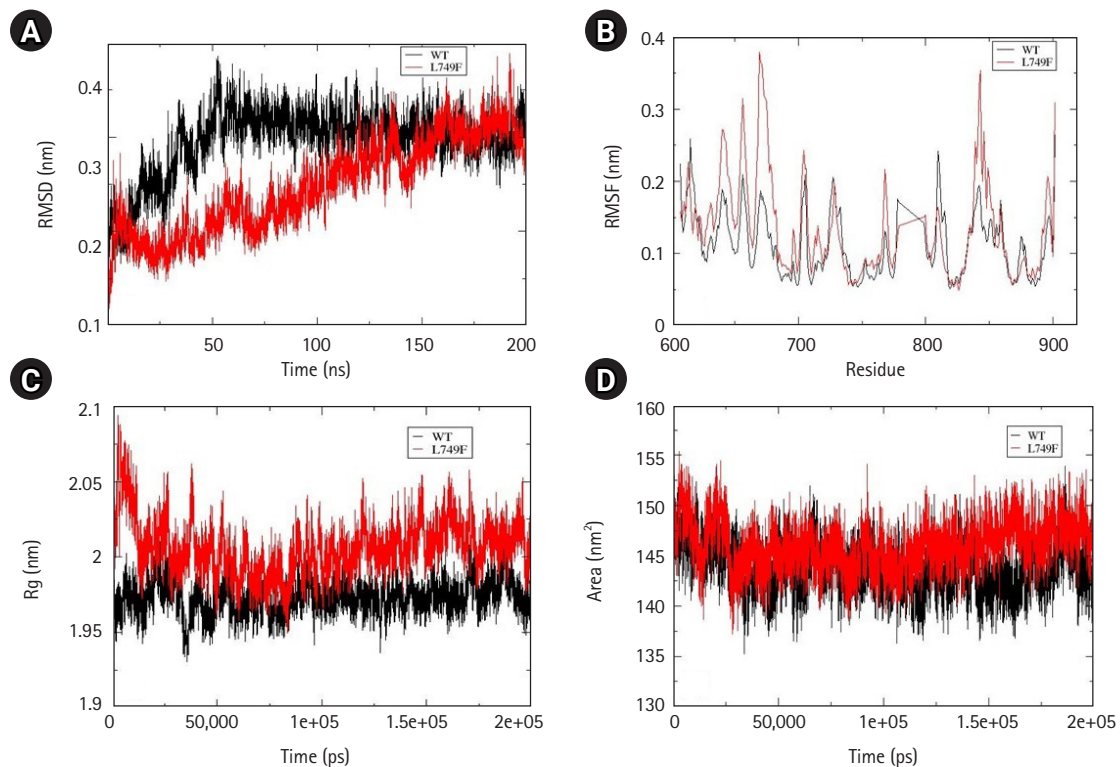 A
WT
L749F
0.4
0.3
0.2
0.1
RMSD (nm)
50
100
150
200
Time (ns)
B
WT
L749F
0.4
0.3
0.2
0.1
0
RMSF (nm)
600
700
800
900
Residue
C
WT
L749F
2.1
2.05
2
1.95
1.9
Rg (nm)
0
50,000
1e+05
1.5e+05
2e+05
Time (ps)
D
WT
L749F
160
155
150
145
140
135
130
Area (nm²)
0
50,000
1e+05
1.5e+05
2e+05
Time (ps)